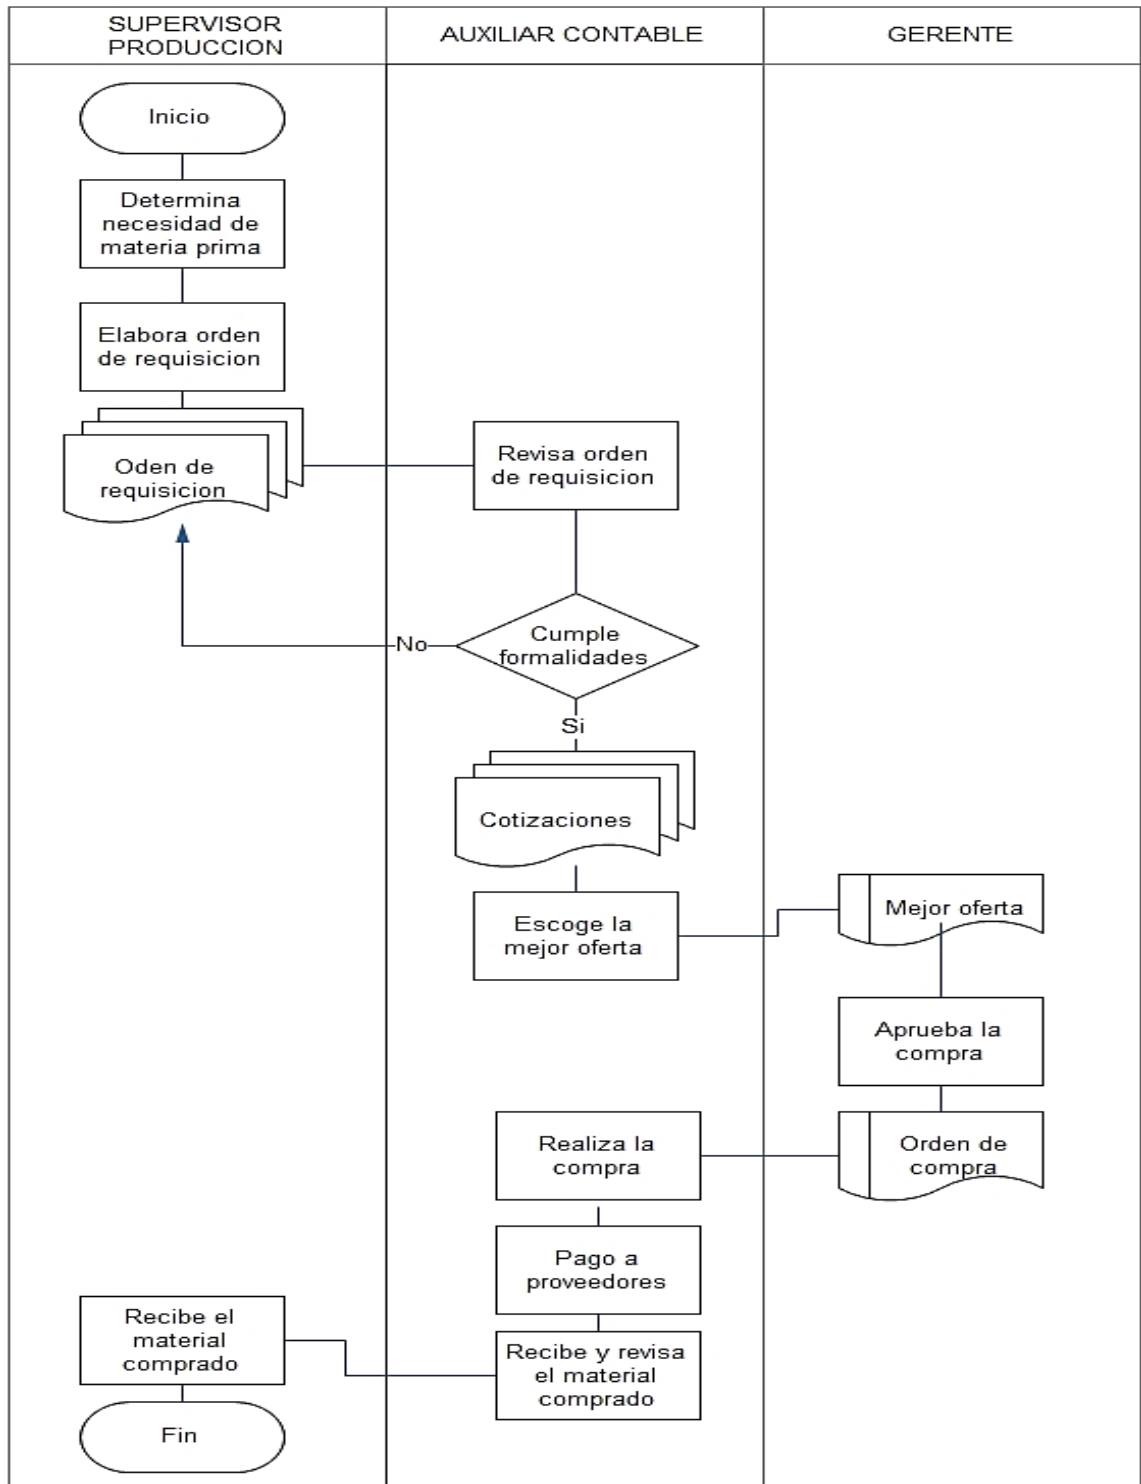 SUPERVISOR
PRODUCCION
AUXILIAR CONTABLE
GERENTE
Inicio
Determina
necesidad de
materia prima
Elabora orden
de requisicion
Oden de
requisicion
Revisa orden
de requisicion
Cumple
formalidades
No
Si
Cotizaciones
Escoge la
mejor oferta
Mejor oferta
Aprueba la
compra
Orden de
compra
Realiza la
compra
Pago a
proveedores
Recibe y revisa
el material
comprado
Recibe el
material
comprado
Fin